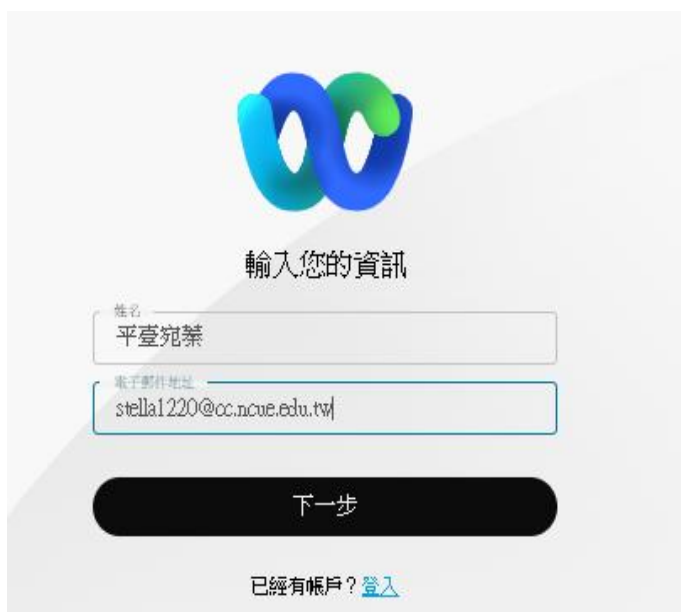 輸入您的資訊
姓名
平臺宛蓁
電子郵件地址
stella1220@cc.ncue.edu.tw
下一步
已經有帳戶？登入